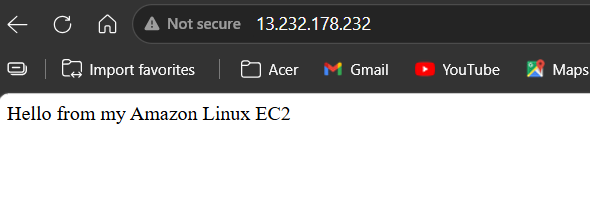 Not secure 13.232.178.232
Import favorites Acer Gmail YouTube Maps
Hello from my Amazon Linux EC2